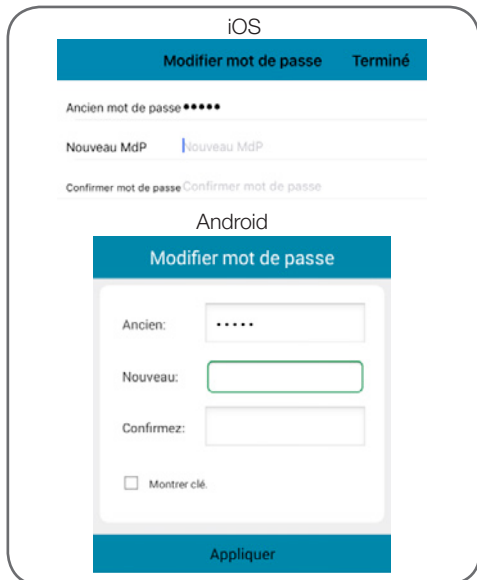 iOS
Modifier mot de passe Terminé
Ancien mot de passe •••••
Nouveau MdP Nouveau MdP
Confirmer mot de passe Confirmer mot de passe
Android
Modifier mot de passe
Ancien: •••••
Nouveau:
Confirmez:
Montrer clé.
Appliquer